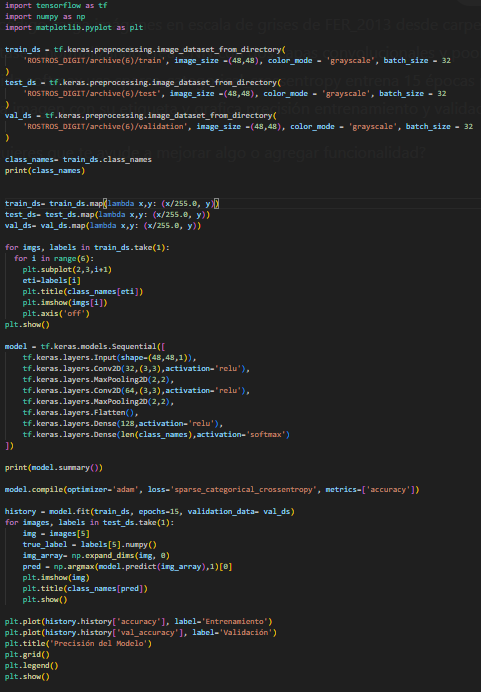 import tensorflow as tf
import numpy as np
import matplotlib.pyplot as plt

train_ds = tf.keras.preprocessing.image_dataset_from_directory(
    'ROSTROS_DIGIT/archive(6)/train', image_size =(48,48), color_mode = 'grayscale', batch_size = 32
)
test_ds = tf.keras.preprocessing.image_dataset_from_directory(
    'ROSTROS_DIGIT/archive(6)/test', image_size =(48,48), color_mode = 'grayscale', batch_size = 32
)
val_ds = tf.keras.preprocessing.image_dataset_from_directory(
    'ROSTROS_DIGIT/archive(6)/validation', image_size =(48,48), color_mode = 'grayscale', batch_size = 32
)

class_names= train_ds.class_names
print(class_names)

train_ds= train_ds.map(lambda x,y: (x/255.0, y))
test_ds= test_ds.map(lambda x,y: (x/255.0, y))
val_ds= val_ds.map(lambda x,y: (x/255.0, y))

for imgs, labels in train_ds.take(1):
  for i in range(6):
    plt.subplot(2,3,i+1)
    eti=labels[i]
    plt.title(class_names[eti])
    plt.imshow(imgs[i])
    plt.axis('off')
plt.show()

model = tf.keras.models.Sequential([
    tf.keras.layers.Input(shape=(48,48,1)),
    tf.keras.layers.Conv2D(32,(3,3),activation='relu'),
    tf.keras.layers.MaxPooling2D(2,2),
    tf.keras.layers.Conv2D(64,(3,3),activation='relu'),
    tf.keras.layers.MaxPooling2D(2,2),
    tf.keras.layers.Flatten(),
    tf.keras.layers.Dense(128,activation='relu'),
    tf.keras.layers.Dense(len(class_names),activation='softmax')
])

print(model.summary())

model.compile(optimizer='adam', loss='sparse_categorical_crossentropy', metrics=['accuracy'])

history = model.fit(train_ds, epochs=15, validation_data= val_ds)
for images, labels in test_ds.take(1):
    img = images[5]
    true_label = labels[5].numpy()
    img_array= np.expand_dims(img, 0)
    pred = np.argmax(model.predict(img_array),1)[0]
    plt.imshow(img)
    plt.title(class_names[pred])
    plt.show()

plt.plot(history.history['accuracy'], label='Entrenamiento')
plt.plot(history.history['val_accuracy'], label='Validación')
plt.title('Precisión del Modelo')
plt.grid()
plt.legend()
plt.show()